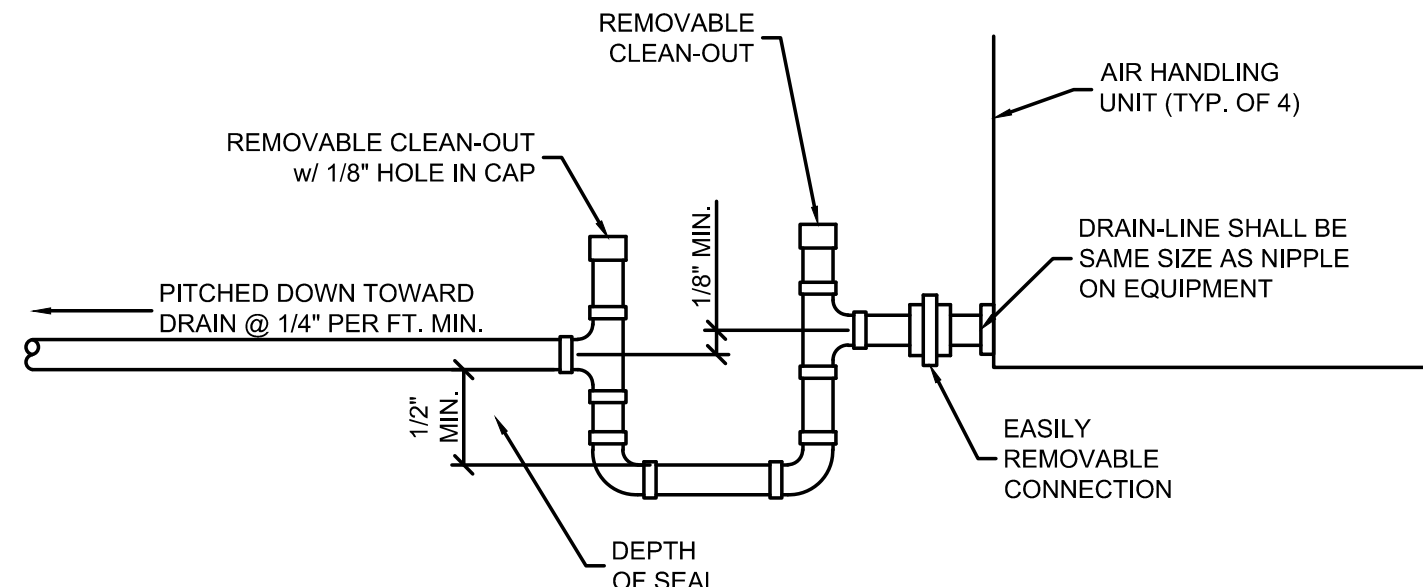 REMOVABLE
CLEAN-OUT
AIR HANDLING
UNIT (TYP. OF 4)
REMOVABLE CLEAN-OUT
w/ 1/8" HOLE IN CAP
1/8" MIN.
DRAIN-LINE SHALL BE
SAME SIZE AS NIPPLE
ON EQUIPMENT
PITCHED DOWN TOWARD
DRAIN @ 1/4" PER FT. MIN.
1/2"
MIN.
EASILY
REMOVABLE
CONNECTION
DEPTH
OF SEAL